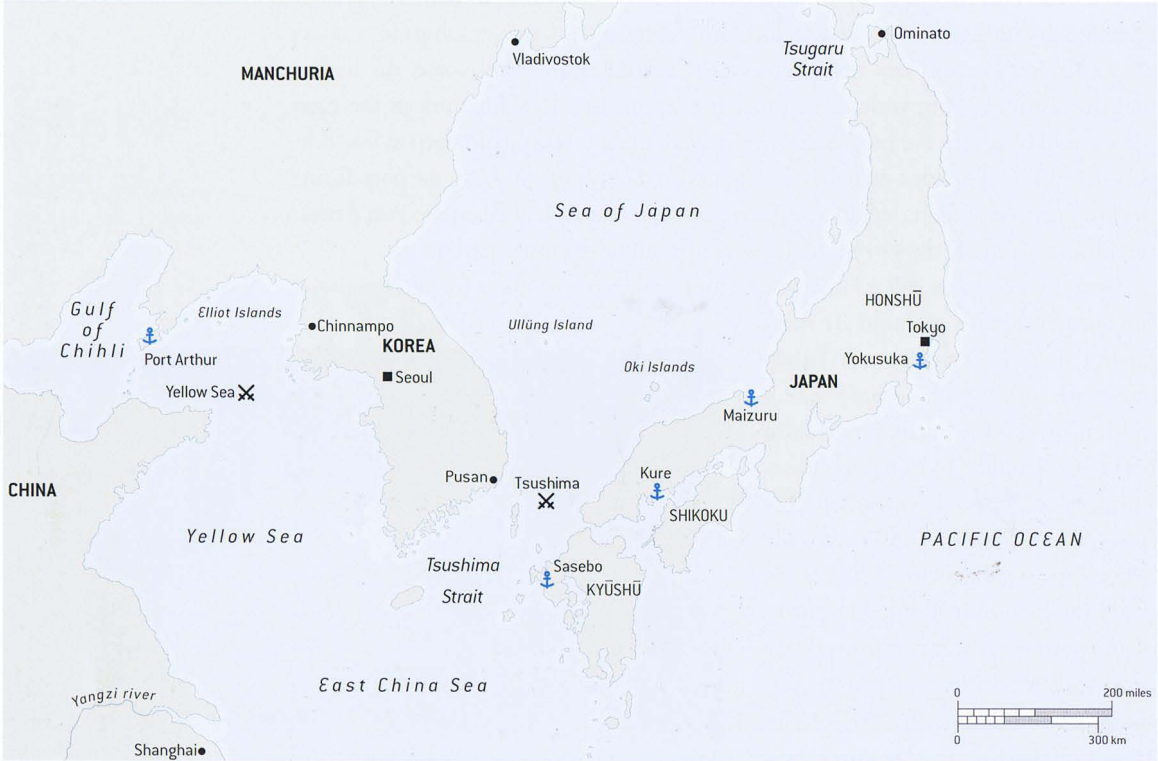 Vladivostok
MANCHURIA
Tsugaru
Strait
Ominato
Sea of Japan
Gulf
of
Chihli
Elliot Islands
Port Arthur
Yellow Sea
Chinnampo
KOREA
Seoul
Ullüng Island
Oki Islands
HONSHŪ
Tokyo
Yokusuka
JAPAN
Maizuru
CHINA
Pusan
Tsushima
Kure
SHIKOKU
Yellow Sea
Tsushima
Strait
Sasebo
KYŪSHŪ
PACIFIC OCEAN
East China Sea
Yangzi river
Shanghai
0 200 miles
0 300 km